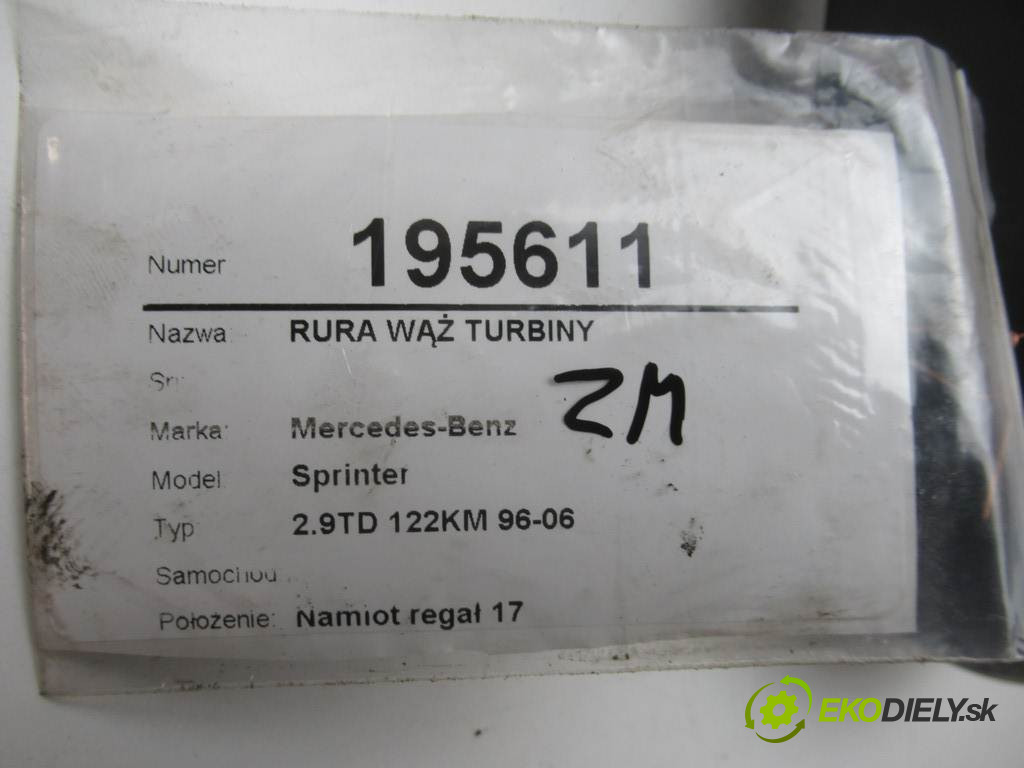 Numer 195611
Nazwa RURA WĄŻ TURBINY
ZM
Marka: Mercedes-Benz
Model Sprinter
Typ 2.9TD 122KM 96-06
Samochód
Położenie: Namiot regał 17
EKODIELY.sk